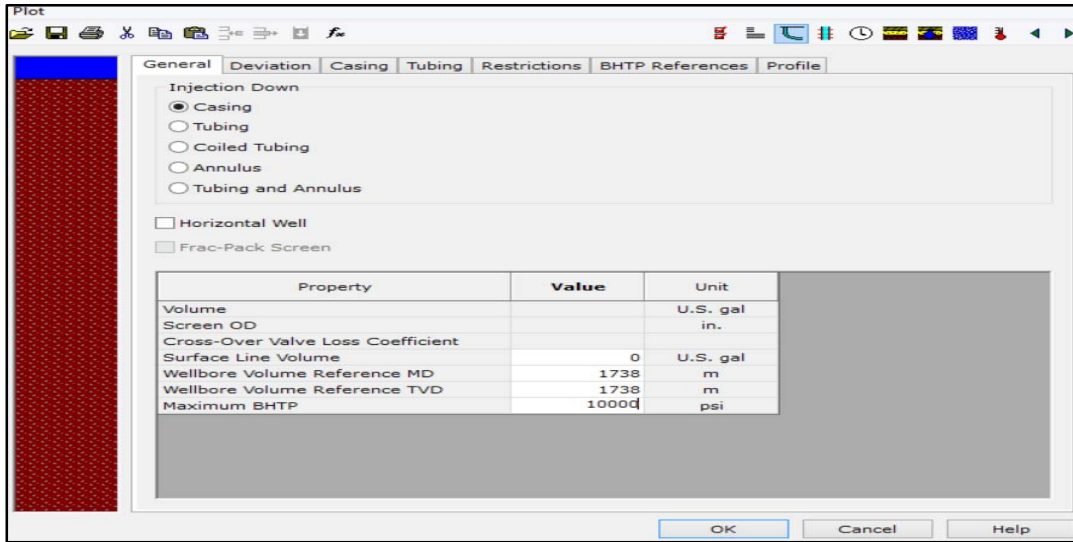 Plot
General Deviation Casing Tubing Restrictions BHTP References Profile
Injection Down
Casing
Tubing
Coiled Tubing
Annulus
Tubing and Annulus
Horizontal Well
Frac-Pack Screen
Property Value Unit
Volume U.S. gal
Screen OD in.
Cross-Over Valve Loss Coefficient
Surface Line Volume 0 U.S. gal
Wellbore Volume Reference MD 1738 m
Wellbore Volume Reference TVD 1738 m
Maximum BHTP 10000 psi
OK Cancel Help